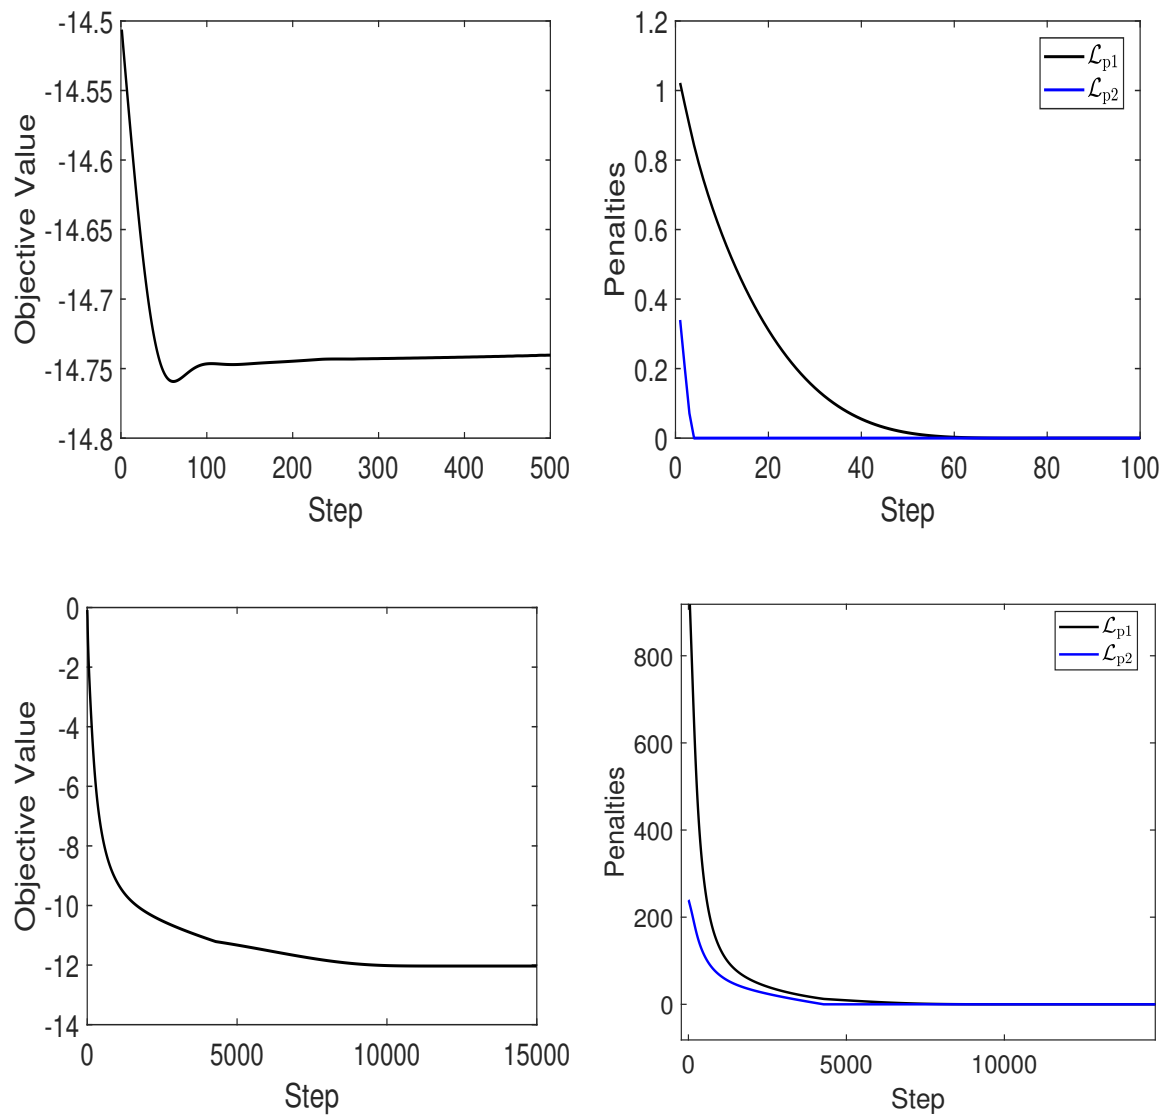 Objective Value
-14.5
-14.55
-14.6
-14.65
-14.7
-14.75
-14.8
0 100 200 300 400 500
Step
Penalties
1.2
1
0.8
0.6
0.4
0.2
0
0 20 40 60 80 100
Step
ℒp1
ℒp2
Objective Value
0
-2
-4
-6
-8
-10
-12
-14
0 5000 10000 15000
Step
Penalties
800
600
400
200
0
0 5000 10000
Step
ℒp1
ℒp2